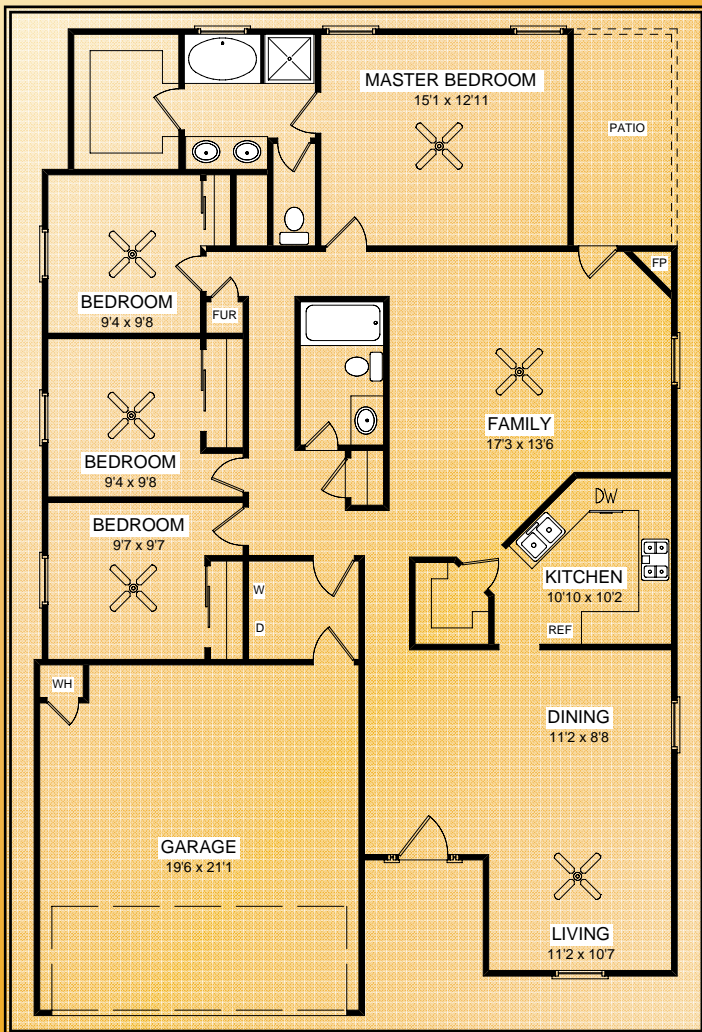 MASTER BEDROOM
15'1 x 12'11
PATIO
BEDROOM
9'4 x 9'8
FUR
FP
FAMILY
17'3 x 13'6
BEDROOM
9'4 x 9'8
BEDROOM
9'7 x 9'7
DW
KITCHEN
10'10 x 10'2
REF
W
D
WH
DINING
11'2 x 8'8
GARAGE
19'6 x 21'1
LIVING
11'2 x 10'7